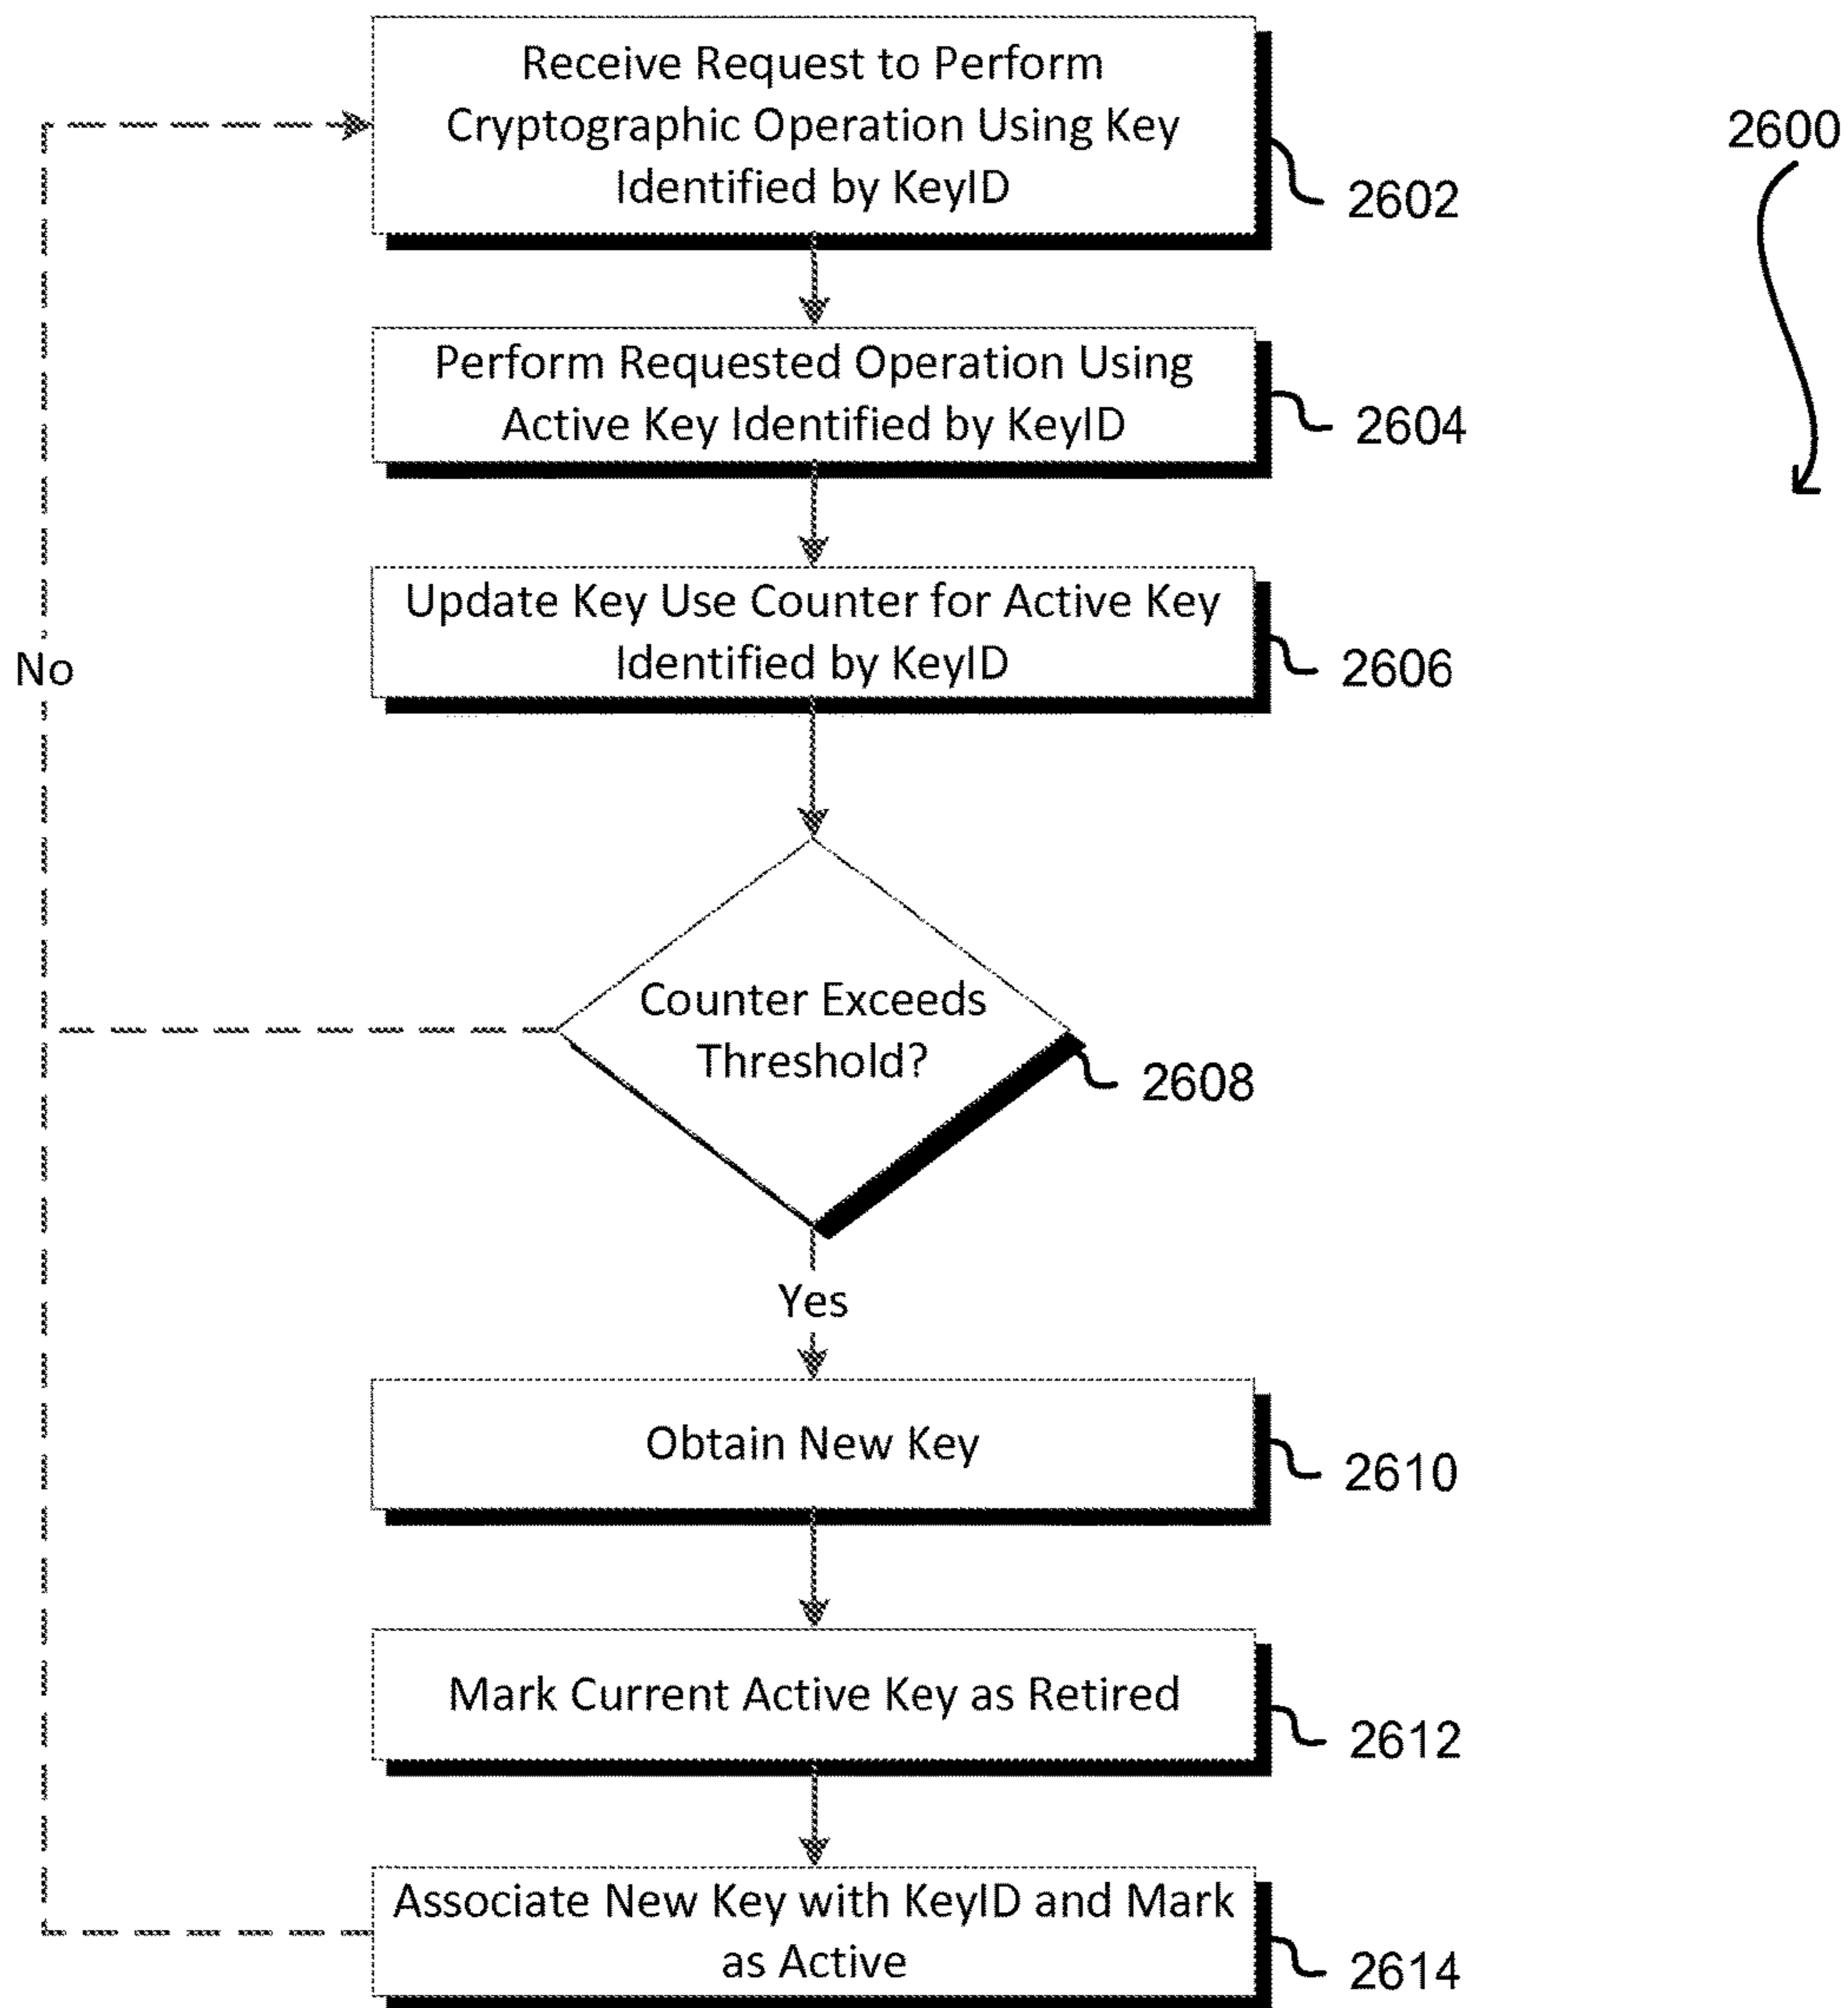 Receive Request to Perform
Cryptographic Operation Using Key
Identified by KeyID
2602
2600
Perform Requested Operation Using
Active Key Identified by KeyID
2604
Update Key Use Counter for Active Key
Identified by KeyID
2606
No
Counter Exceeds
Threshold?
2608
Yes
Obtain New Key
2610
Mark Current Active Key as Retired
2612
Associate New Key with KeyID and Mark
as Active
2614